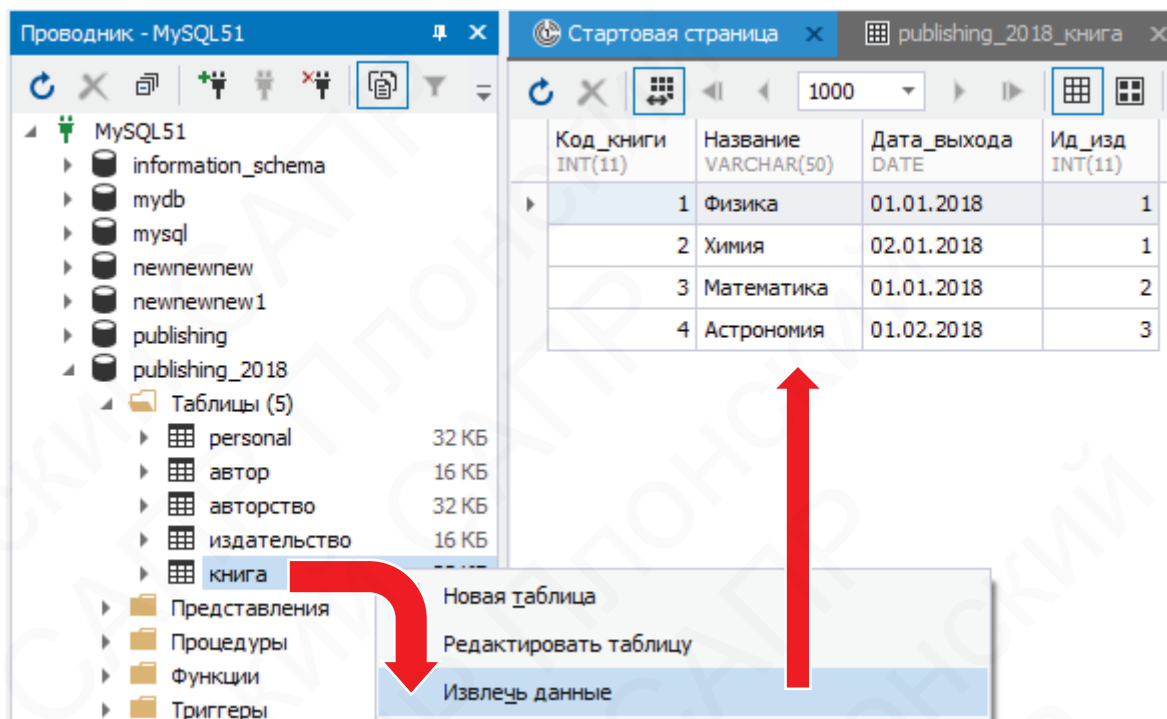 Проводник - MySQL51
MySQL51
information_schema
mydb
mysql
newnewnew
newnewnew1
publishing
publishing_2018
Таблицы (5)
personal 32 КБ
автор 16 КБ
авторство 32 КБ
издательство 16 КБ
книга
Представления
Процедуры
Функции
Триггеры
Стартовая страница publishing_2018_книга
1000
Код_книги Название Дата_выхода Ид_изд
INT(11) VARCHAR(50) DATE INT(11)
1 Физика 01.01.2018 1
2 Химия 02.01.2018 1
3 Математика 01.01.2018 2
4 Астрономия 01.02.2018 3
Новая таблица
Редактировать таблицу
Извлечь данные
САПР ПЛОНСКИЙ